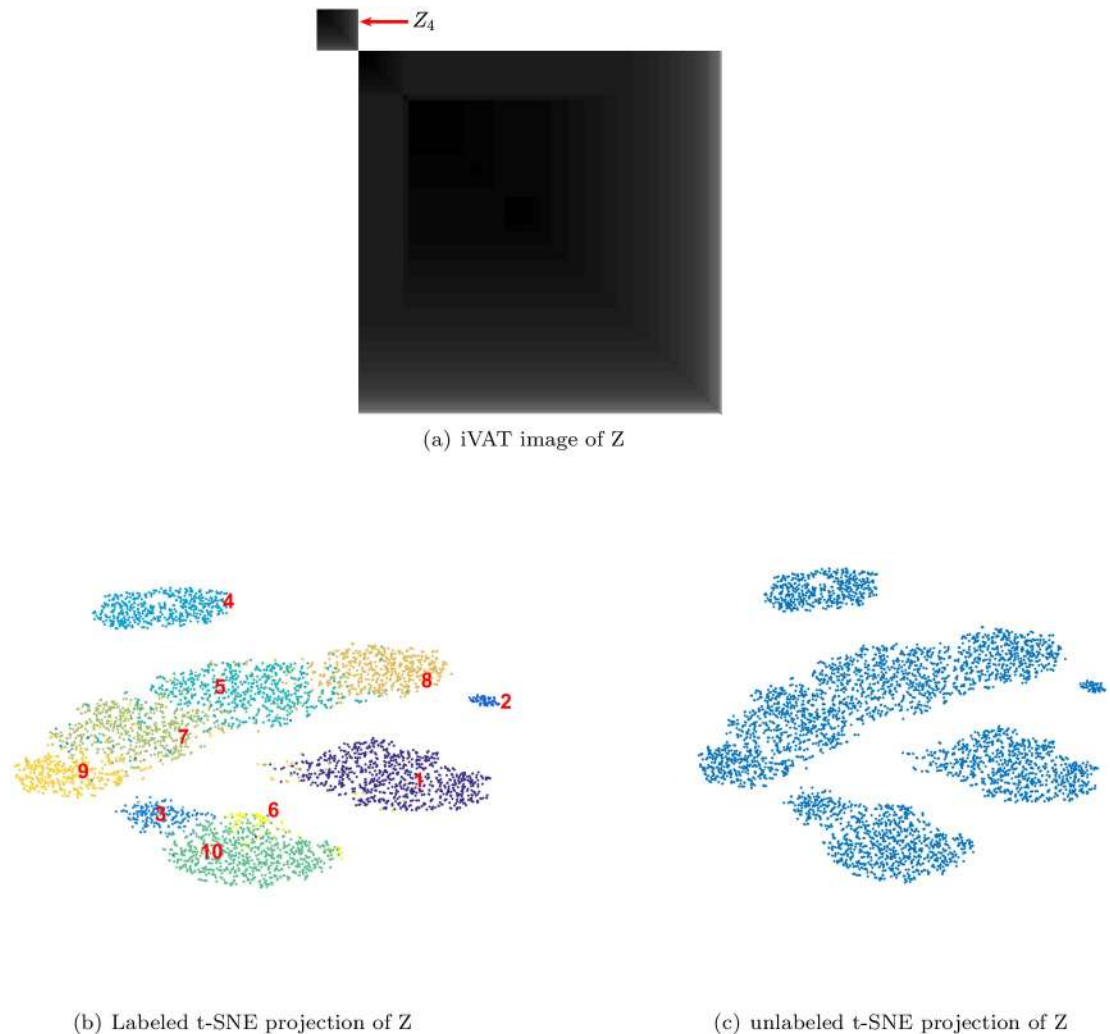 Z₄
(a) iVAT image of Z
4
5
8
2
7
9
1
3
6
10
(b) Labeled t-SNE projection of Z
(c) unlabeled t-SNE projection of Z